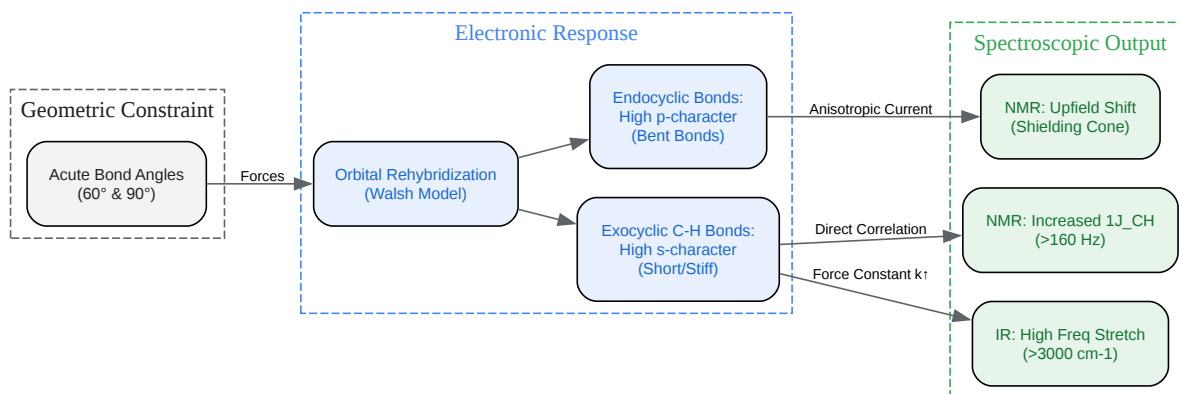 Geometric Constraint
Acute Bond Angles
(60° & 90°)
Forces
Electronic Response
Orbital Rehybridization
(Walsh Model)
Endocyclic Bonds:
High p-character
(Bent Bonds)
Exocyclic C-H Bonds:
High s-character
(Short/Stiff)
Anisotropic Current
Direct Correlation
Force Constant k↑
Spectroscopic Output
NMR: Upfield Shift
(Shielding Cone)
NMR: Increased 1J_CH
(>160 Hz)
IR: High Freq Stretch
(>3000 cm-1)